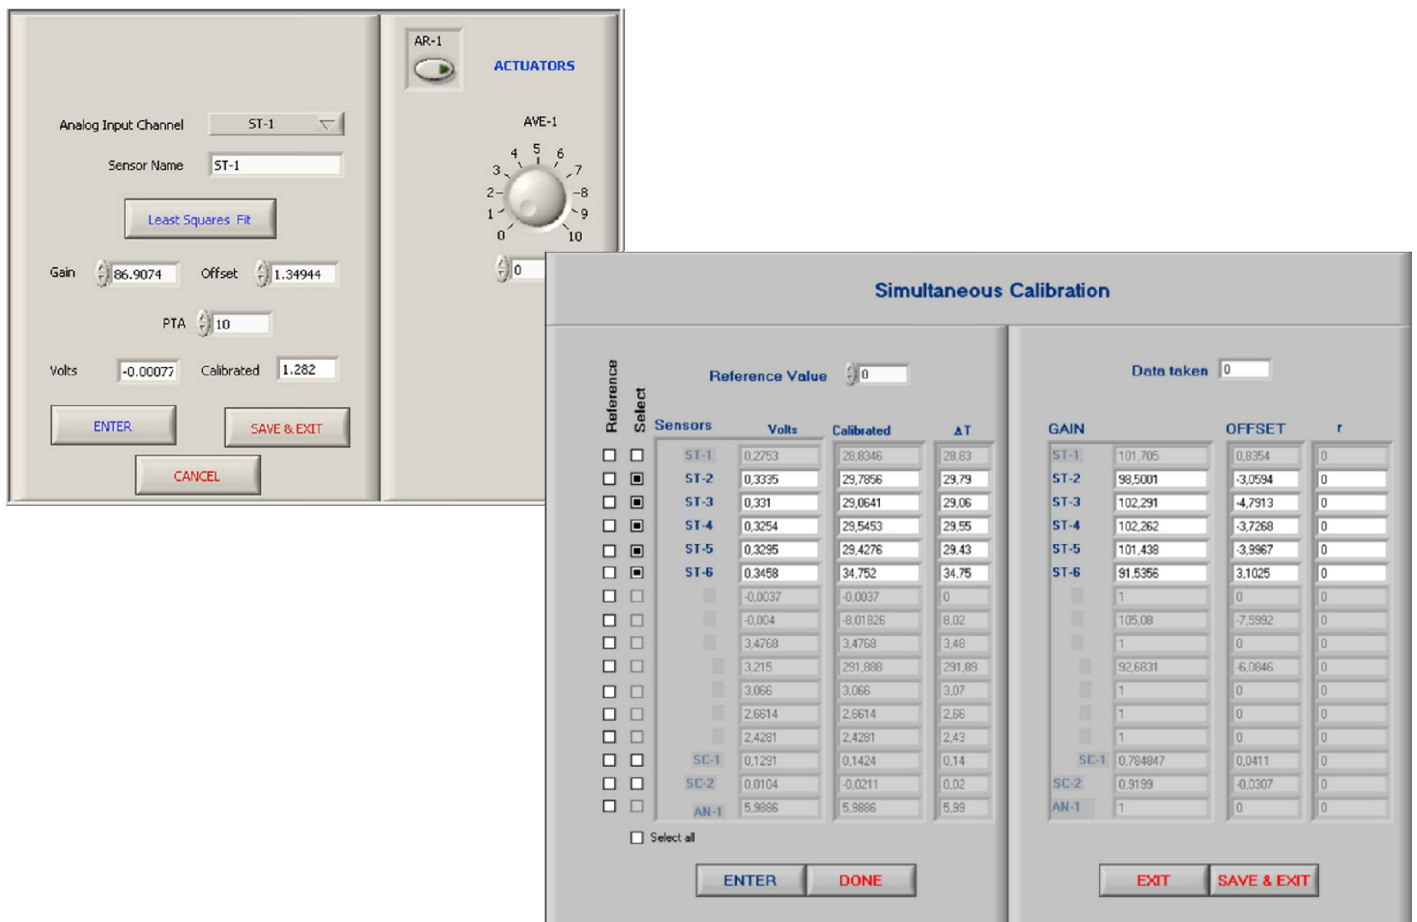 AR-1
ACTUATORS
Analog Input Channel ST-1
Sensor Name ST-1
Least Squares Fit
Gain 86.9074 Offset 1.34944
PTA 10
Volts -0.00077 Calibrated 1.282
ENTER SAVE & EXIT
CANCEL
AVE-1
0 1 2 3 4 5 6 7 8 9 10
0
Simultaneous Calibration
Reference Value 0
Data taken 0
Reference Select Sensors Volts Calibrated ΔT GAIN OFFSET r
ST-1 0,2753 28,8346 28,83 ST-1 101,705 0,8354 0
ST-2 0,3335 29,7856 29,79 ST-2 98,5001 -3,0594 0
ST-3 0,331 29,0641 29,06 ST-3 102,291 -4,7913 0
ST-4 0,3254 29,5453 29,55 ST-4 102,262 -3,7268 0
ST-5 0,3295 29,4276 29,43 ST-5 101,438 -3,9967 0
ST-6 0,3458 34,752 34,75 ST-6 91,5356 3,1025 0
-0,0037 -0,0037 0 1 0 0
-0,004 -8,01826 8,02 105,08 -7,5992 0
3,4768 3,4768 3,48 1 0 0
3,215 291,888 291,89 92,6831 -6,0846 0
3,066 3,066 3,07 1 0 0
2,6614 2,6614 2,66 1 0 0
2,4281 2,4281 2,43 1 0 0
SC-1 0,1291 0,1424 0,14 SC-1 0,784847 0,0411 0
SC-2 0,0104 -0,0211 0,02 SC-2 0,9199 -0,0307 0
AN-1 5,9886 5,9886 5,99 AN-1 1 0 0
Select all
ENTER DONE EXIT SAVE & EXIT